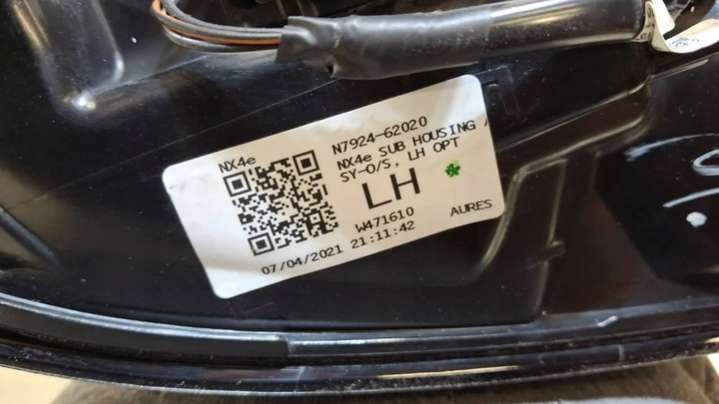 NX4e
N7924-62020
NX4e SUB HOUSING A
SY-O/S, LH OPT
LH
W471610
07/04/2021 21:11:42
AURES